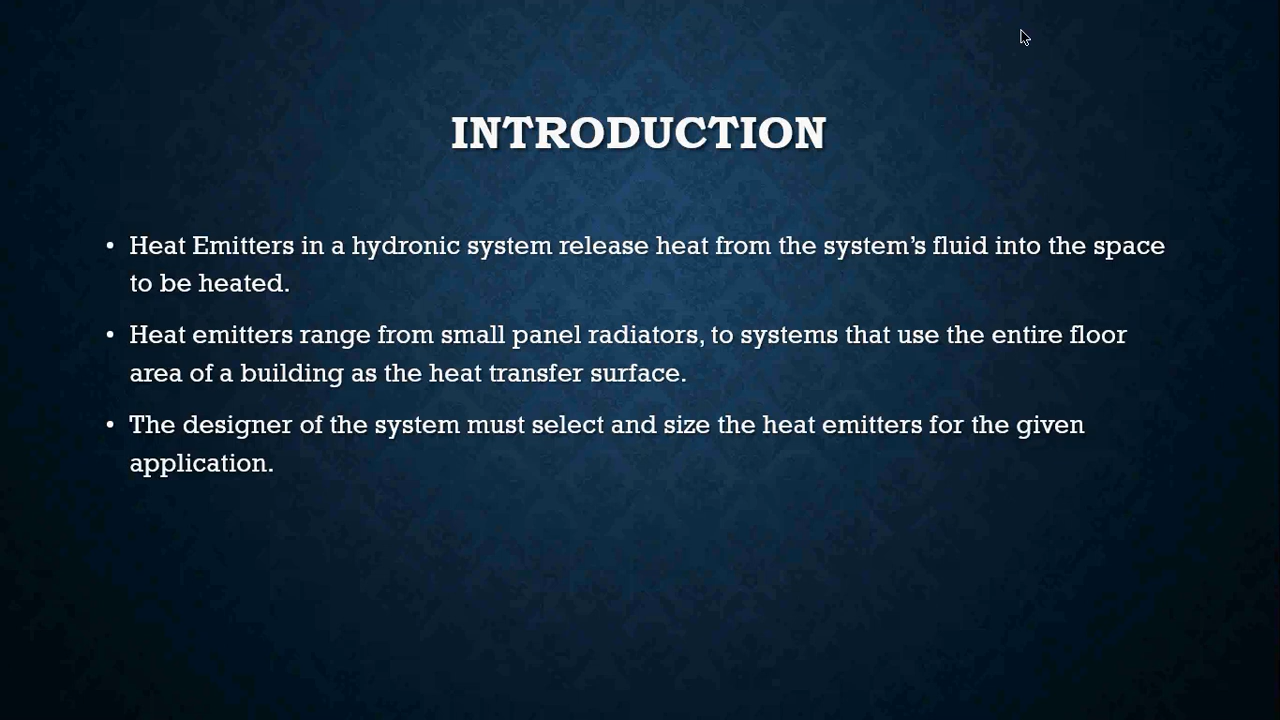 INTRODUCTION
• Heat Emitters in a hydronic system release heat from the system’s fluid into the space
to be heated.
• Heat emitters range from small panel radiators, to systems that use the entire floor
area of a building as the heat transfer surface.
• The designer of the system must select and size the heat emitters for the given
application.